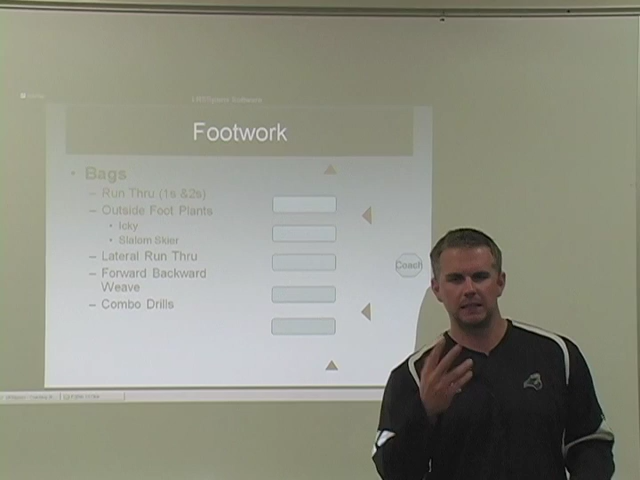 Footwork
• Bags
– Run Thru (1s &2s)
– Outside Foot Plants
• Icky
• Slalom Skier
– Lateral Run Thru
– Forward Backward
Weave
– Combo Drills
Coach